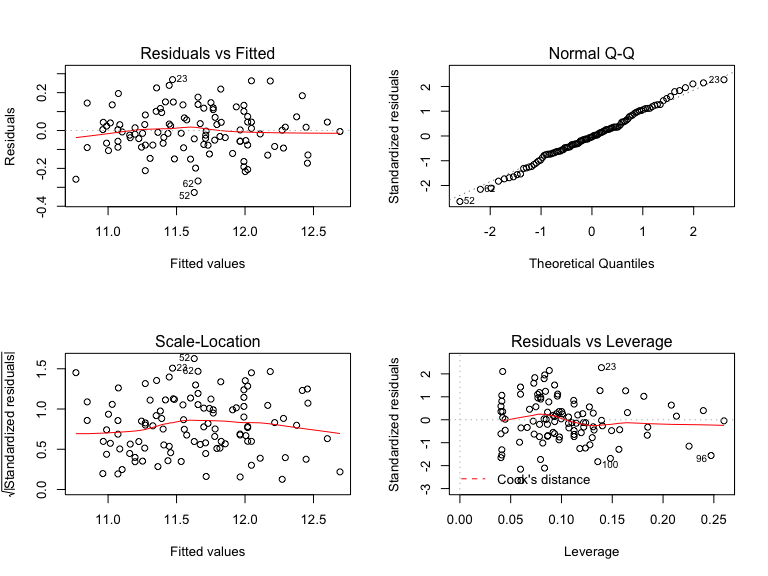 Residuals vs Fitted
Residuals
0.2
0.0
-0.2
-0.4
23
62
52
11.0 11.5 12.0 12.5
Fitted values
Normal Q-Q
Standardized residuals
2
1
0
-1
-2
23
62
52
-2 -1 0 1 2
Theoretical Quantiles
Scale-Location
√|Standardized residuals|
1.5
1.0
0.5
0.0
52
23
62
11.0 11.5 12.0 12.5
Fitted values
Residuals vs Leverage
Standardized residuals
2
1
0
-1
-2
-3
23
100
96
Cook's distance
0.00 0.05 0.10 0.15 0.20 0.25
Leverage